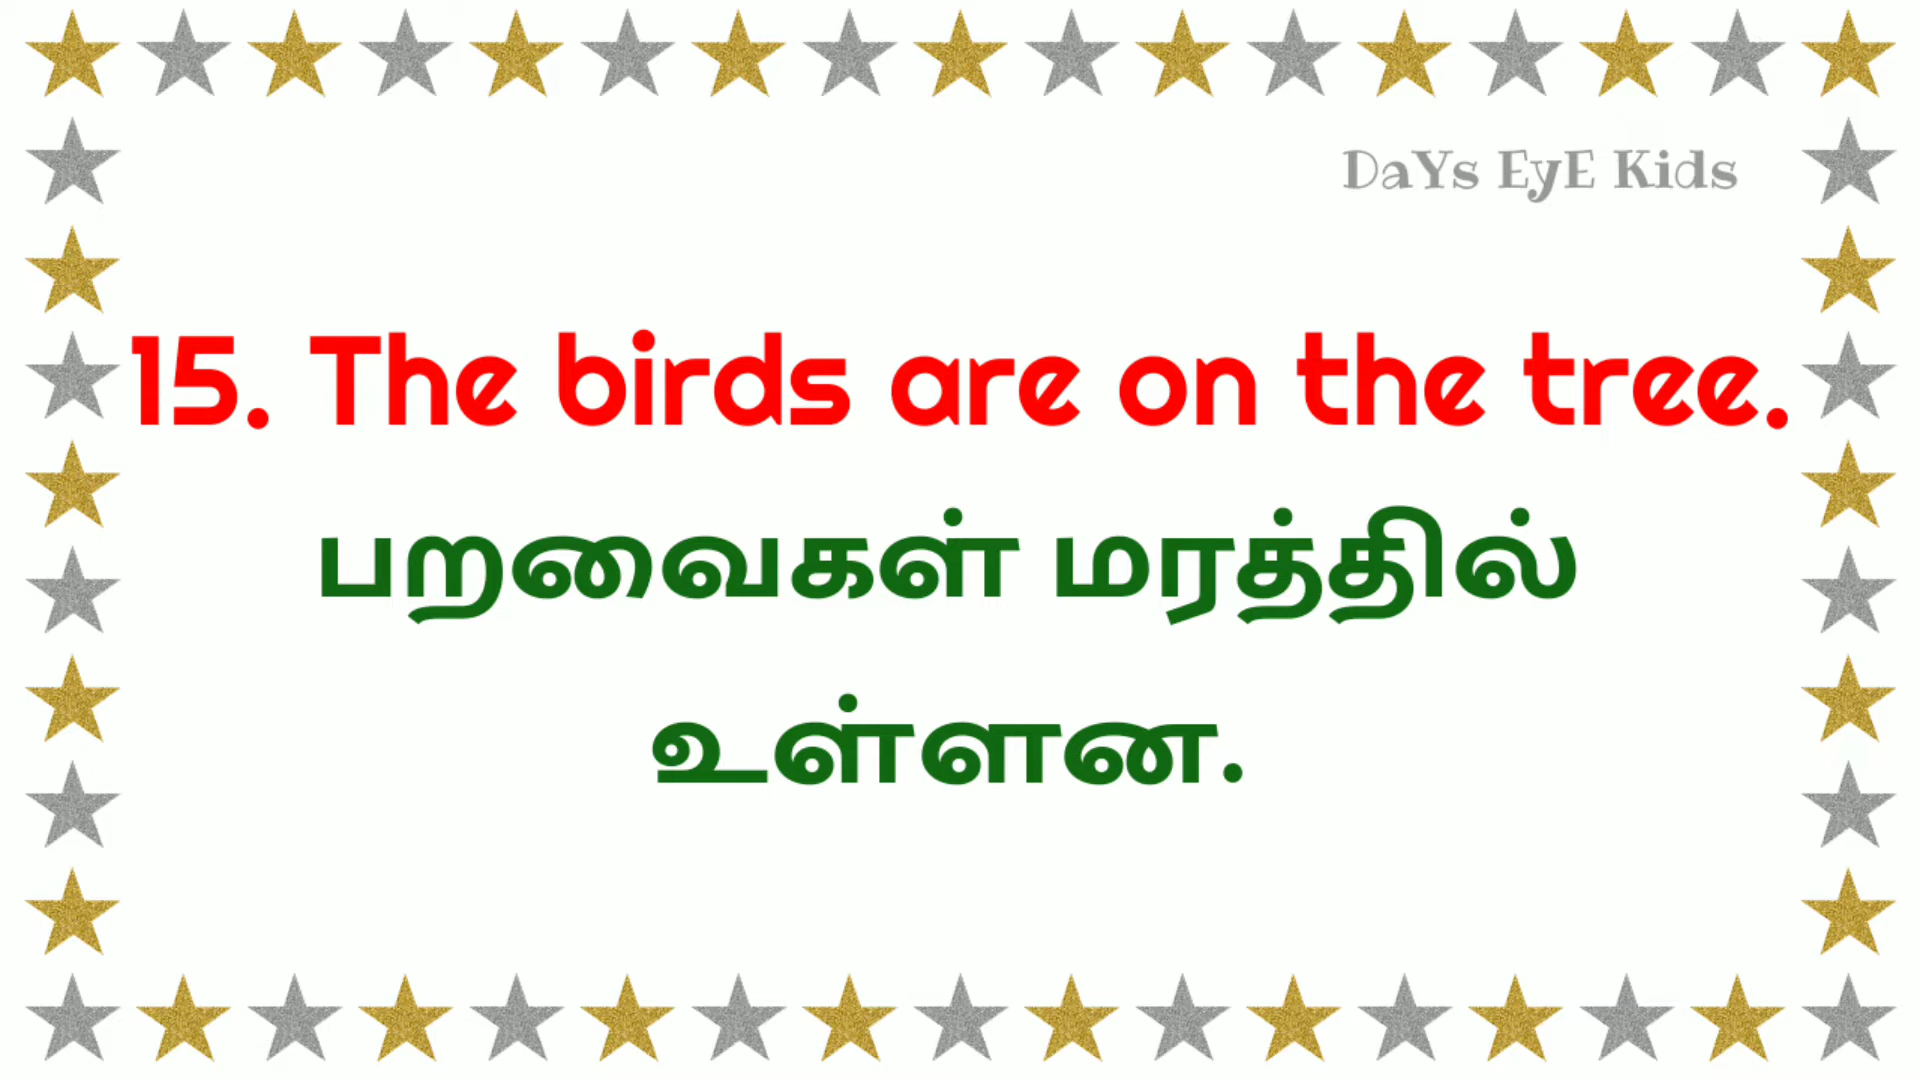 DaYs EyE Kids
15. The birds are on the tree.
பறவைகள் மரத்தில்
உள்ளன.